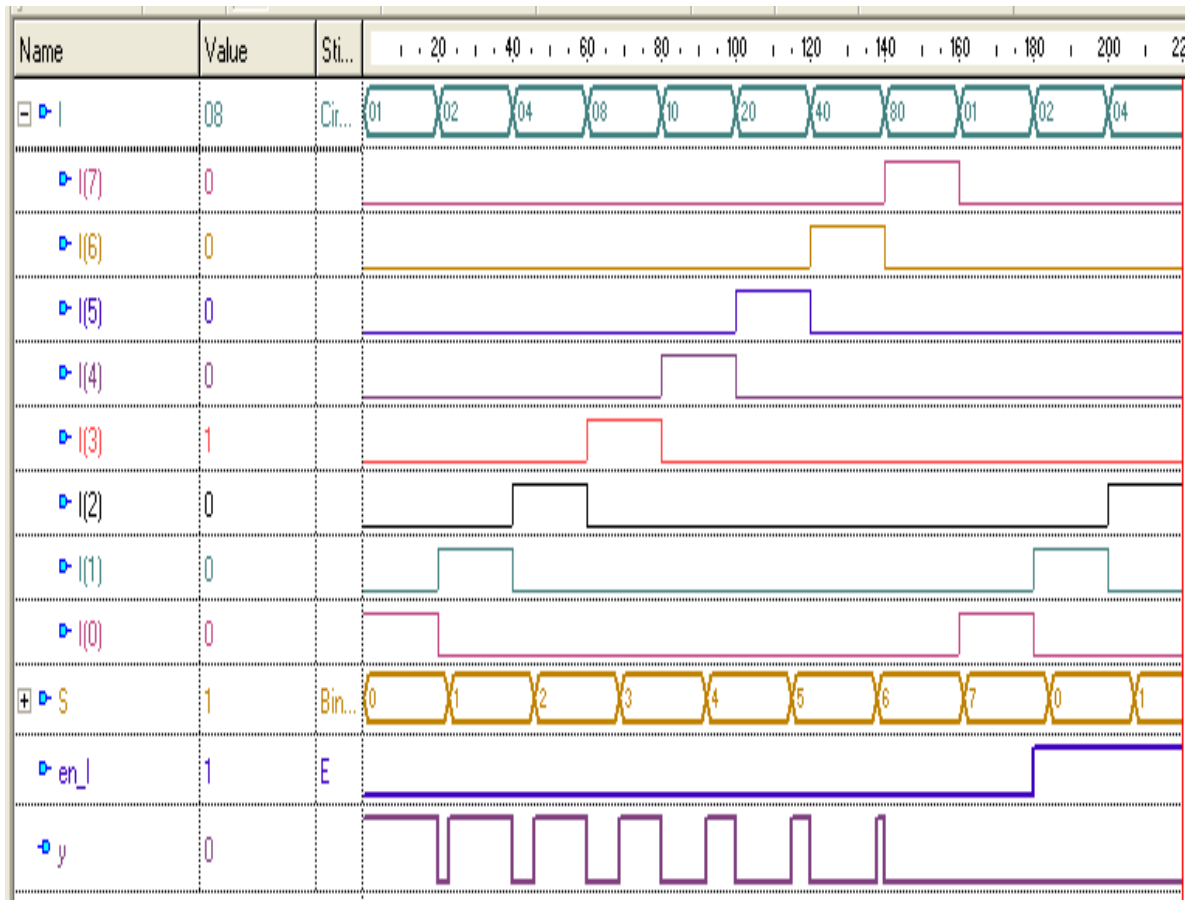 Name Value Sti... 20 40 60 80 100 120 140 160 180 200 22
I 08 Cir... 01 02 04 08 10 20 40 80 01 02 04
I(7) 0
I(6) 0
I(5) 0
I(4) 0
I(3) 1
I(2) 0
I(1) 0
I(0) 0
S 1 Bin... 0 1 2 3 4 5 6 7 0 1
en_l 1 E
y 0